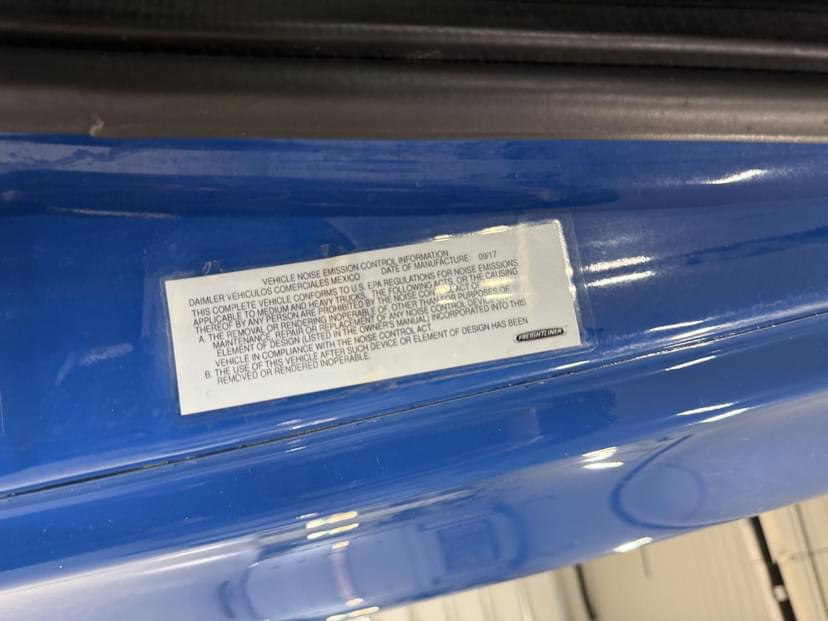 VEHICLE NOISE EMISSION CONTROL INFORMATION
DAIMLER VEHICULOS COMERCIALES MEXICO DATE OF MANUFACTURE: 09/17
THIS COMPLETE VEHICLE CONFORMS TO U.S. EPA REGULATIONS FOR NOISE EMISSIONS
APPLICABLE TO MEDIUM AND HEAVY TRUCKS. THE FOLLOWING ACTS, OR THE CAUSING
THEREOF BY ANY PERSON ARE PROHIBITED BY THE NOISE CONTROL ACT OF
A. THE REMOVAL OR RENDERING INOPERABLE OF OTHER THAN FOR PURPOSES OF
MAINTENANCE, REPAIR OR REPLACEMENT OF ANY NOISE CONTROL DEVICE OR
ELEMENT OF DESIGN (LISTED IN THE OWNER'S MANUAL) INCORPORATED INTO THIS
VEHICLE IN COMPLIANCE WITH THE NOISE CONTROL ACT.
B. THE USE OF THIS VEHICLE AFTER SUCH DEVICE OR ELEMENT OF DESIGN HAS BEEN
REMOVED OR RENDERED INOPERABLE.
FREIGHTLINER